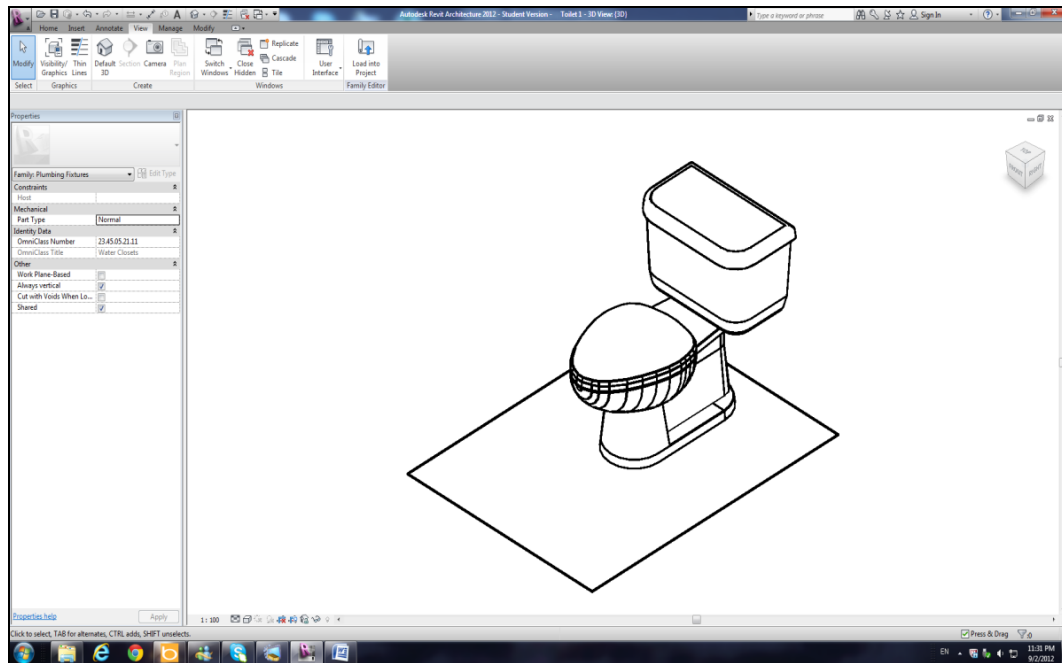 Autodesk Revit Architecture 2012 - Student Version - Toilet 1 - 3D View: {3D}
Type a keyword or phrase
Sign In
Home Insert Annotate View Manage Modify
Modify
Visibility/ Graphics
Thin Lines
Default 3D
Section
Camera
Plan Region
Switch Windows
Close Hidden
Replicate
Cascade
Tile
User Interface
Load into Project
Select Graphics Create Windows Family Editor
Properties
Family: Plumbing Fixtures
Edit Type
Constraints
Host
Mechanical
Part Type Normal
Identity Data
OmniClass Number 23.45.05.21.11
OmniClass Title Water Closets
Other
Work Plane-Based
Always vertical
Cut with Voids When Lo...
Shared
TOP
FRONT RIGHT
Properties help
Apply
1 : 100
Click to select, TAB for alternates, CTRL adds, SHIFT unselects.
Press & Drag
:0
EN
11:31 PM
9/2/2012